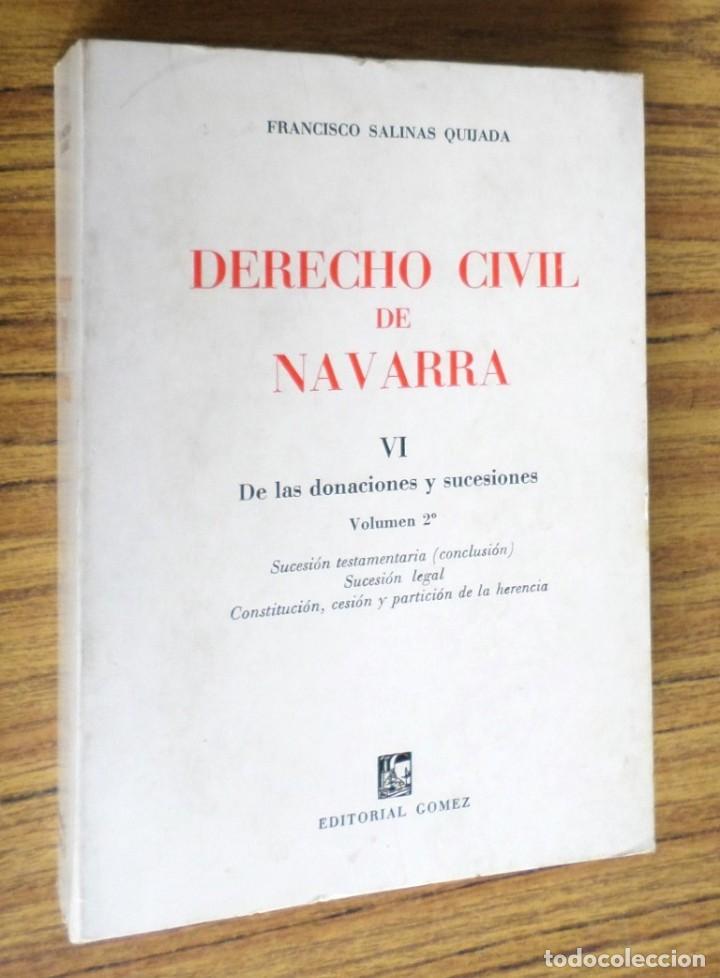 FRANCISCO SALINAS QUIJADA
DERECHO CIVIL
DE
NAVARRA
VI
De las donaciones y sucesiones
Volumen 2º
Sucesión testamentaria (conclusión)
Sucesión legal
Constitución, cesión y partición de la herencia
EDITORIAL GOMEZ
todocoleccion